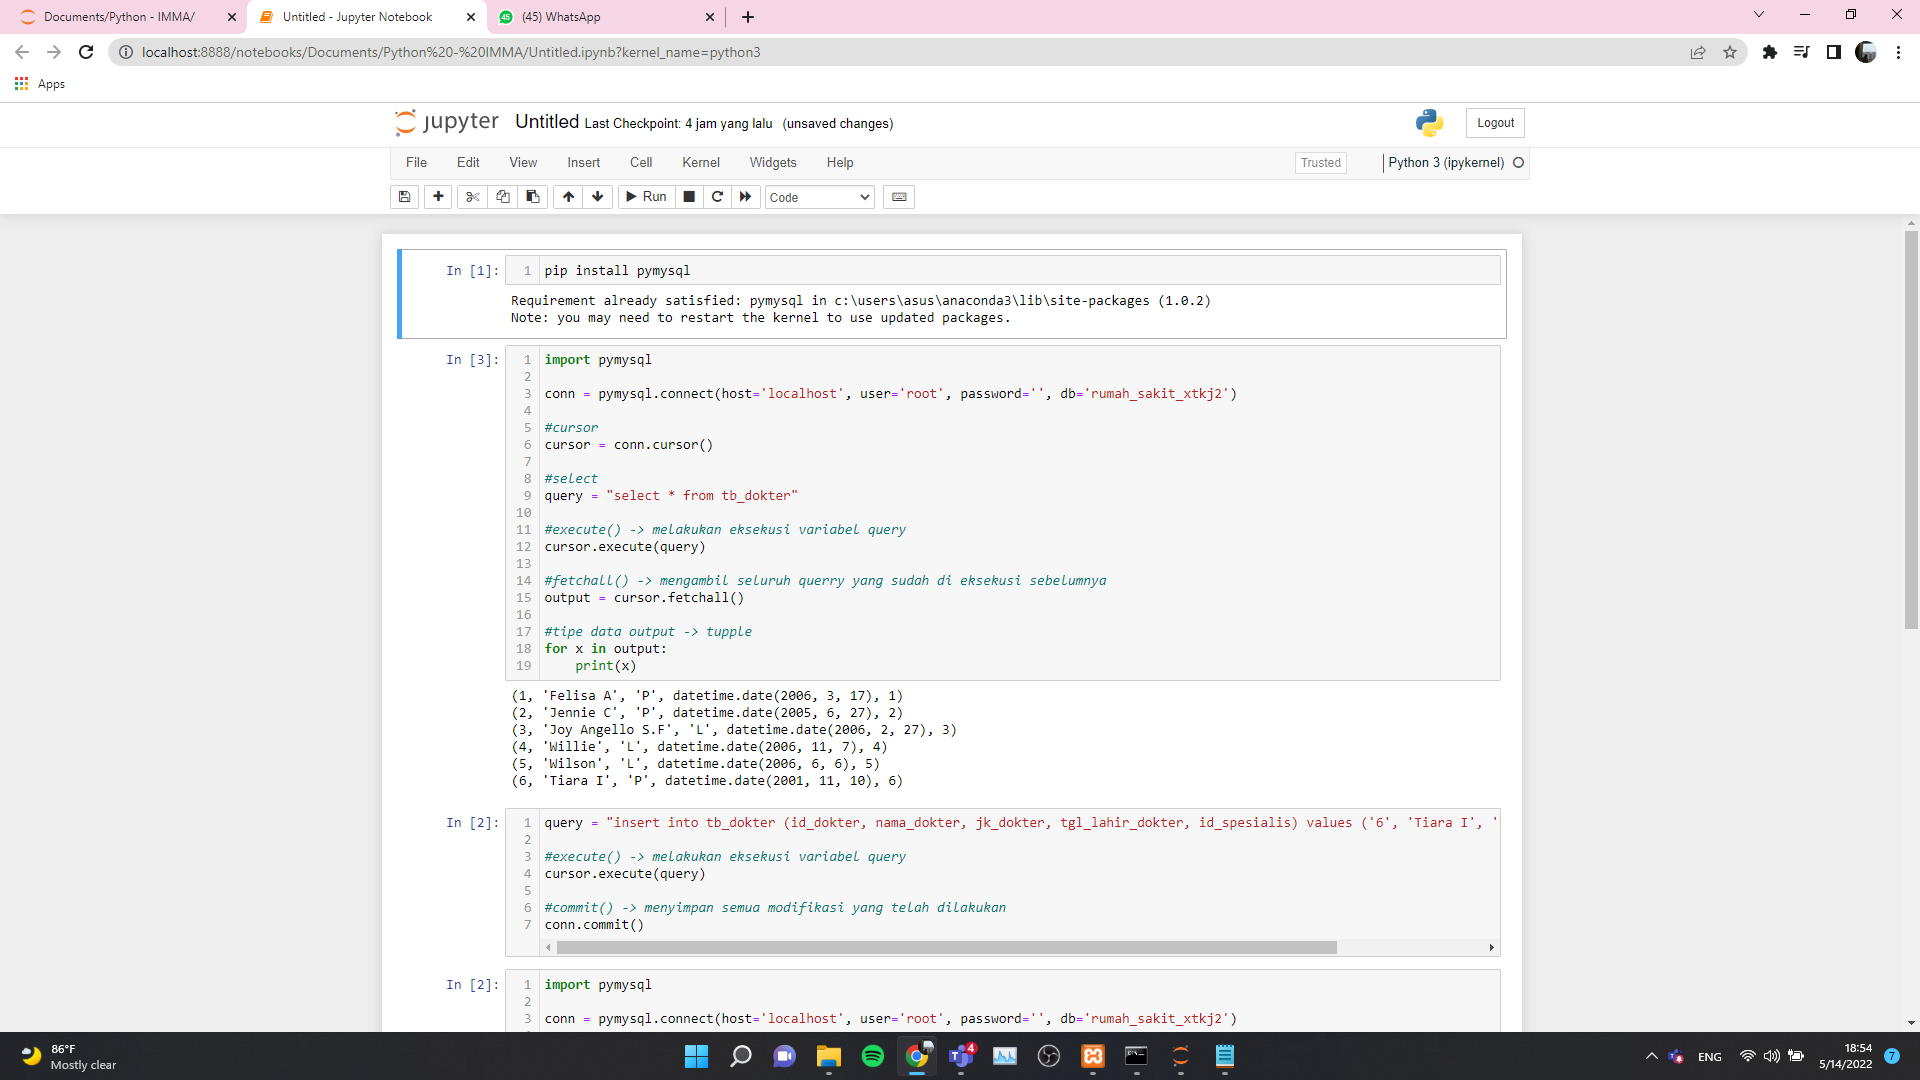 Documents/Python - IMMA/
Untitled - Jupyter Notebook
(45) WhatsApp
localhost:8888/notebooks/Documents/Python%20-%20IMMA/Untitled.ipynb?kernel_name=python3
Apps
jupyter Untitled Last Checkpoint: 4 jam yang lalu (unsaved changes)
Logout
File Edit View Insert Cell Kernel Widgets Help
Trusted
Python 3 (ipykernel)
Run
Code
In [1]:
1 pip install pymysql
Requirement already satisfied: pymysql in c:\users\asus\anaconda3\lib\site-packages (1.0.2)
Note: you may need to restart the kernel to use updated packages.
In [3]:
1 import pymysql
2
3 conn = pymysql.connect(host='localhost', user='root', password='', db='rumah_sakit_xtkj2')
4
5 #cursor
6 cursor = conn.cursor()
7
8 #select
9 query = "select * from tb_dokter"
10
11 #execute() -> melakukan eksekusi variabel query
12 cursor.execute(query)
13
14 #fetchall() -> mengambil seluruh querry yang sudah di eksekusi sebelumnya
15 output = cursor.fetchall()
16
17 #tipe data output -> tupple
18 for x in output:
19     print(x)
(1, 'Felisa A', 'P', datetime.date(2006, 3, 17), 1)
(2, 'Jennie C', 'P', datetime.date(2005, 6, 27), 2)
(3, 'Joy Angello S.F', 'L', datetime.date(2006, 2, 27), 3)
(4, 'Willie', 'L', datetime.date(2006, 11, 7), 4)
(5, 'Wilson', 'L', datetime.date(2006, 6, 6), 5)
(6, 'Tiara I', 'P', datetime.date(2001, 11, 10), 6)
In [2]:
1 query = "insert into tb_dokter (id_dokter, nama_dokter, jk_dokter, tgl_lahir_dokter, id_spesialis) values ('6', 'Tiara I', '
2
3 #execute() -> melakukan eksekusi variabel query
4 cursor.execute(query)
5
6 #commit() -> menyimpan semua modifikasi yang telah dilakukan
7 conn.commit()
In [2]:
1 import pymysql
2
3 conn = pymysql.connect(host='localhost', user='root', password='', db='rumah_sakit_xtkj2')
86°F
Mostly clear
4
ENG
18:54
5/14/2022
7